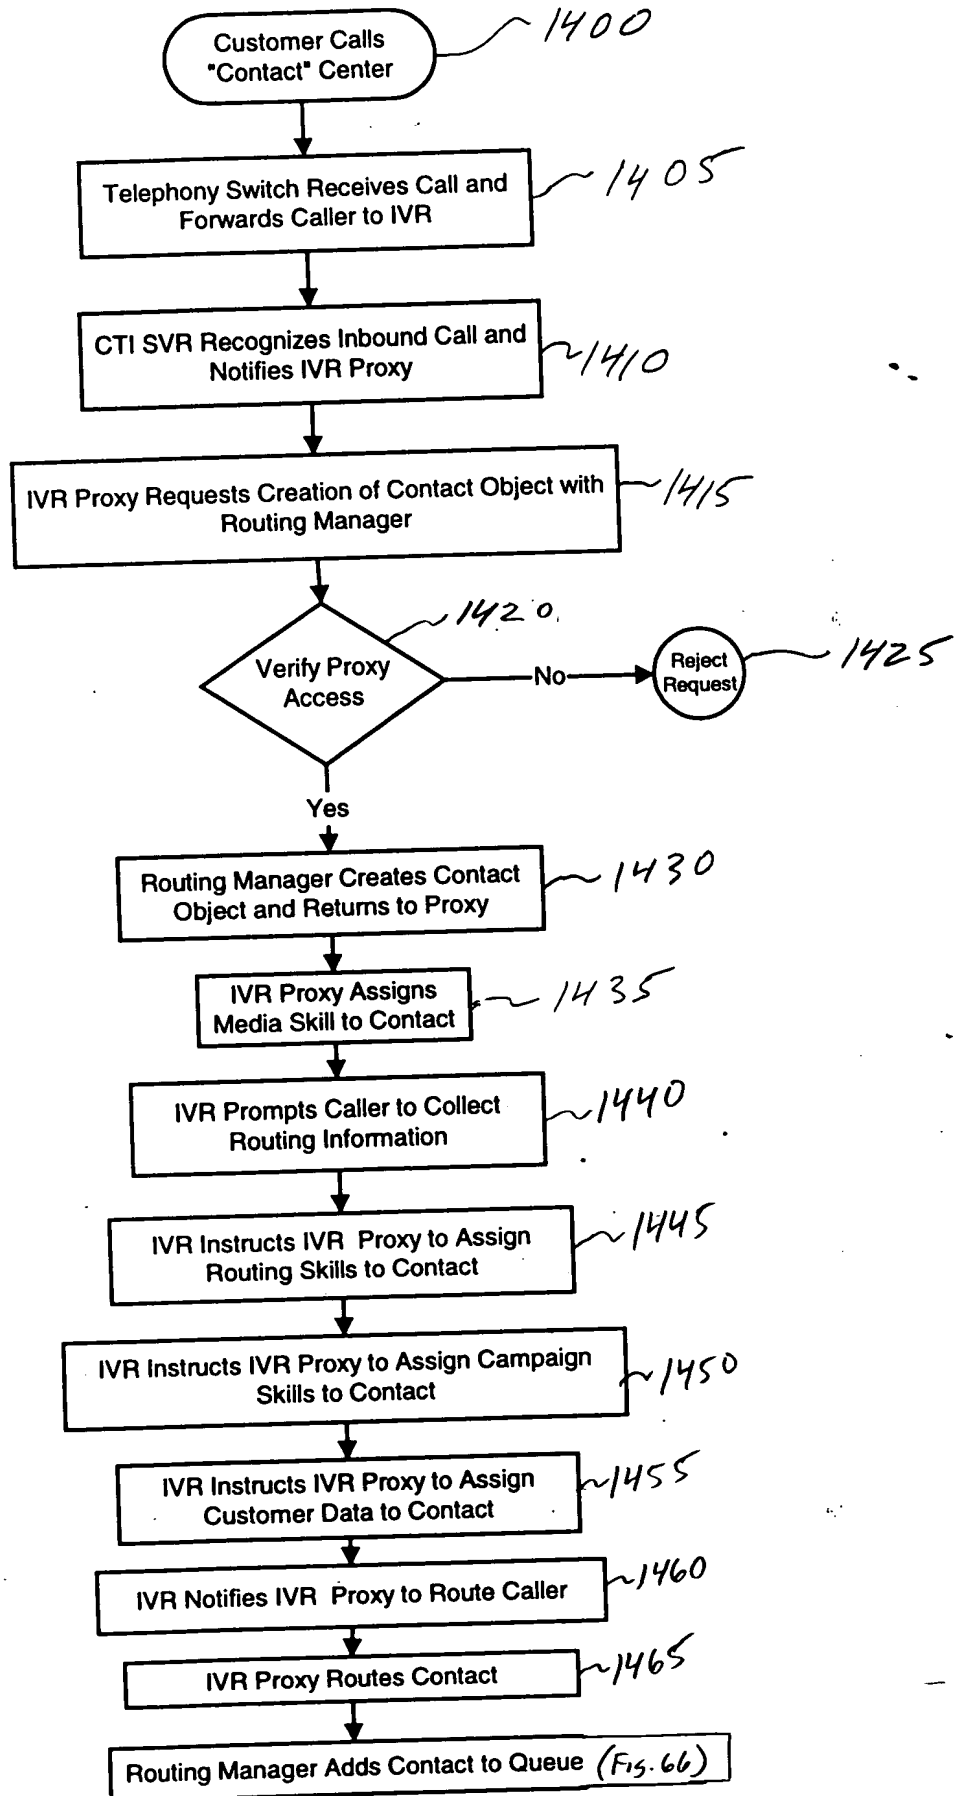 Customer Calls
"Contact" Center
1400
Telephony Switch Receives Call and
Forwards Caller to IVR
1405
CTI SVR Recognizes Inbound Call and
Notifies IVR Proxy
1410
IVR Proxy Requests Creation of Contact Object with
Routing Manager
1415
Verify Proxy
Access
1420
No
Reject
Request
1425
Yes
Routing Manager Creates Contact
Object and Returns to Proxy
1430
IVR Proxy Assigns
Media Skill to Contact
1435
IVR Prompts Caller to Collect
Routing Information
1440
IVR Instructs IVR Proxy to Assign
Routing Skills to Contact
1445
IVR Instructs IVR Proxy to Assign Campaign
Skills to Contact
1450
IVR Instructs IVR Proxy to Assign
Customer Data to Contact
1455
IVR Notifies IVR Proxy to Route Caller
1460
IVR Proxy Routes Contact
1465
Routing Manager Adds Contact to Queue (Fig. 66)